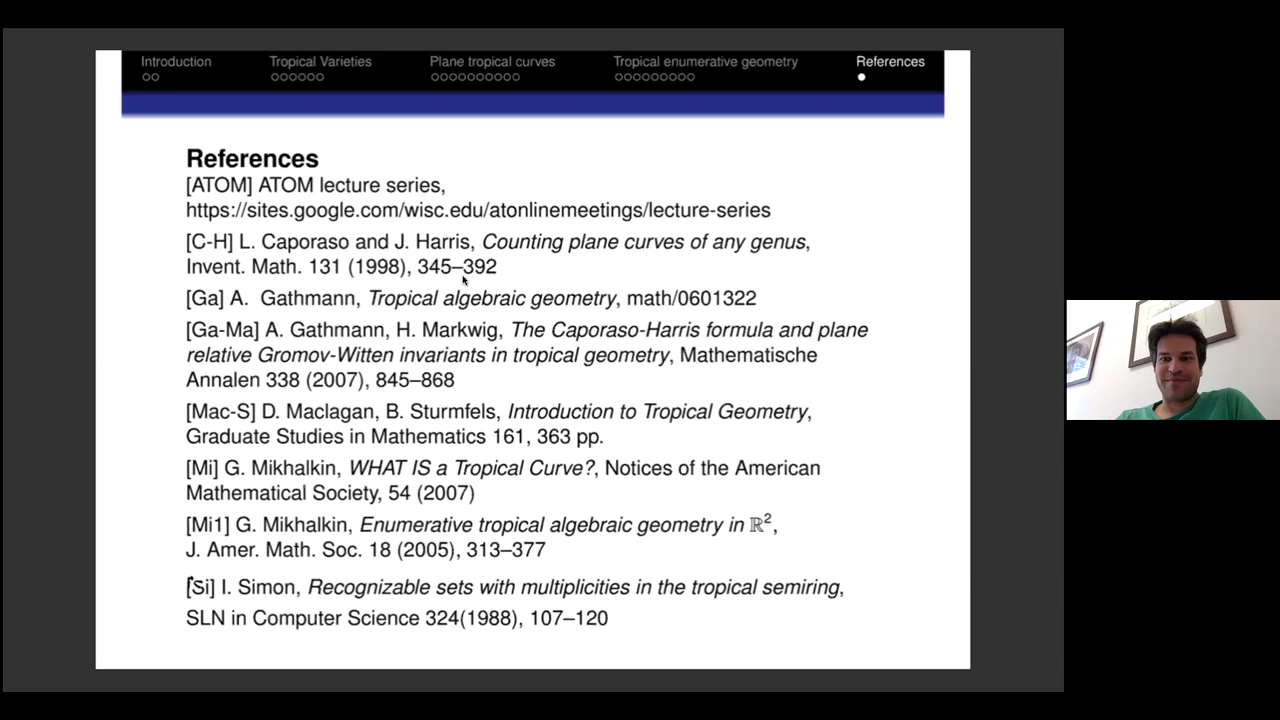 Introduction Tropical Varieties Plane tropical curves Tropical enumerative geometry References
References
[ATOM] ATOM lecture series,
https://sites.google.com/wisc.edu/atonlinemeetings/lecture-series
[C-H] L. Caporaso and J. Harris, Counting plane curves of any genus,
Invent. Math. 131 (1998), 345–392
[Ga] A. Gathmann, Tropical algebraic geometry, math/0601322
[Ga-Ma] A. Gathmann, H. Markwig, The Caporaso-Harris formula and plane
relative Gromov-Witten invariants in tropical geometry, Mathematische
Annalen 338 (2007), 845–868
[Mac-S] D. Maclagan, B. Sturmfels, Introduction to Tropical Geometry,
Graduate Studies in Mathematics 161, 363 pp.
[Mi] G. Mikhalkin, WHAT IS a Tropical Curve?, Notices of the American
Mathematical Society, 54 (2007)
[Mi1] G. Mikhalkin, Enumerative tropical algebraic geometry in ℝ²,
J. Amer. Math. Soc. 18 (2005), 313–377
[Si] I. Simon, Recognizable sets with multiplicities in the tropical semiring,
SLN in Computer Science 324(1988), 107–120